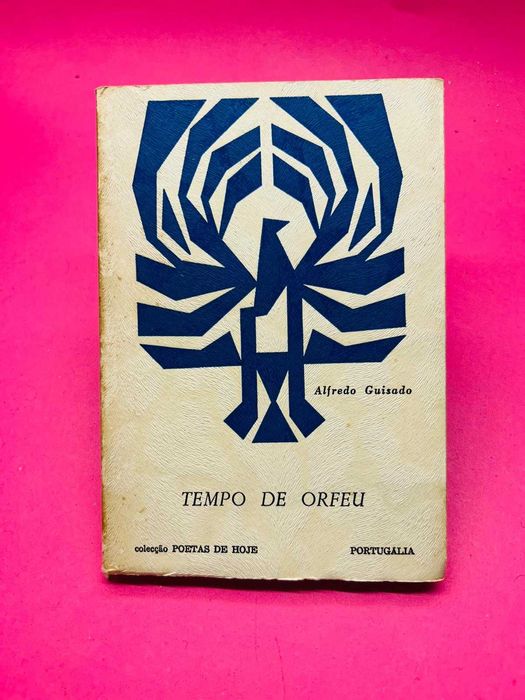 Alfredo Guisado
TEMPO DE ORFEU
colecção POETAS DE HOJE PORTUGÁLIA